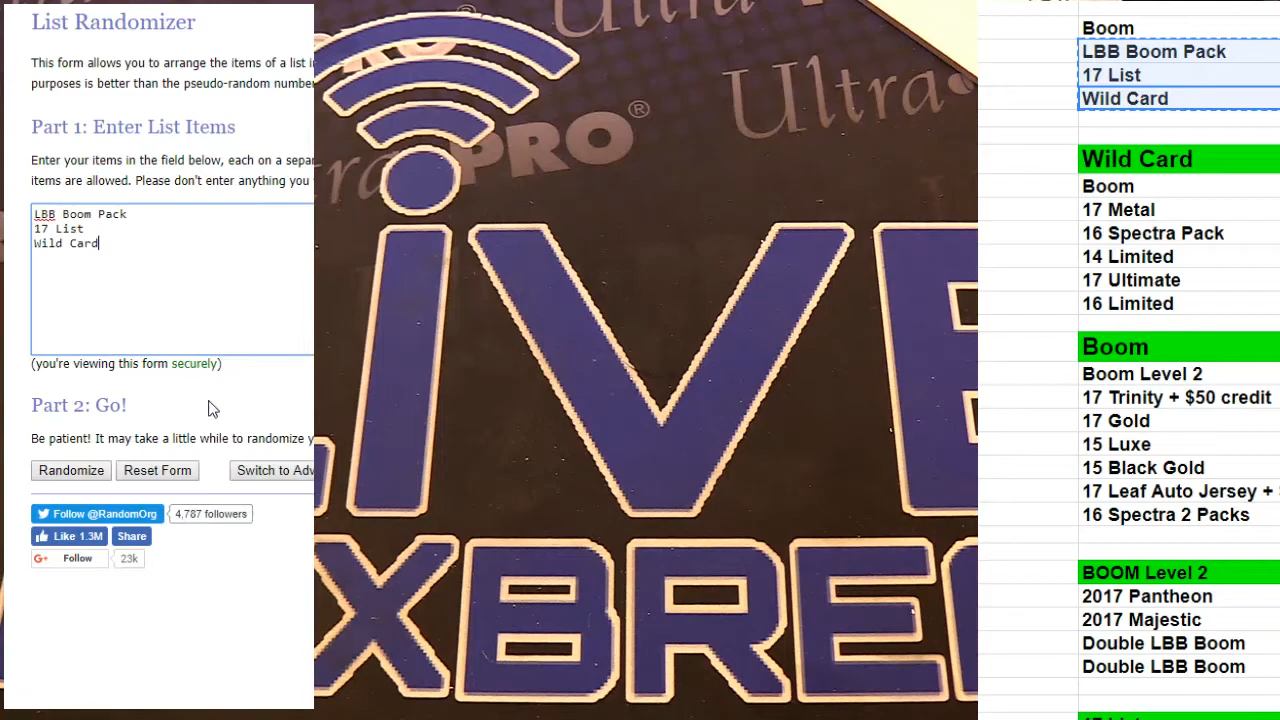 List Randomizer
This form allows you to arrange the items of a list i
purposes is better than the pseudo-random number
Part 1: Enter List Items
Enter your items in the field below, each on a sepa
items are allowed. Please don't enter anything you
LBB Boom Pack
17 List
Wild Card
(you're viewing this form securely)
Part 2: Go!
Be patient! It may take a little while to randomize y
Randomize
Reset Form
Switch to Adv
Follow @RandomOrg
4,787 followers
Like 1.3M
Share
Follow
23k
Ultra
PRO®
Ultra
PRO®
iVE
XBRE
Boom
LBB Boom Pack
17 List
Wild Card
Wild Card
Boom
17 Metal
16 Spectra Pack
14 Limited
17 Ultimate
16 Limited
Boom
Boom Level 2
17 Trinity + $50 credit
17 Gold
15 Luxe
15 Black Gold
17 Leaf Auto Jersey +
16 Spectra 2 Packs
BOOM Level 2
2017 Pantheon
2017 Majestic
Double LBB Boom
Double LBB Boom